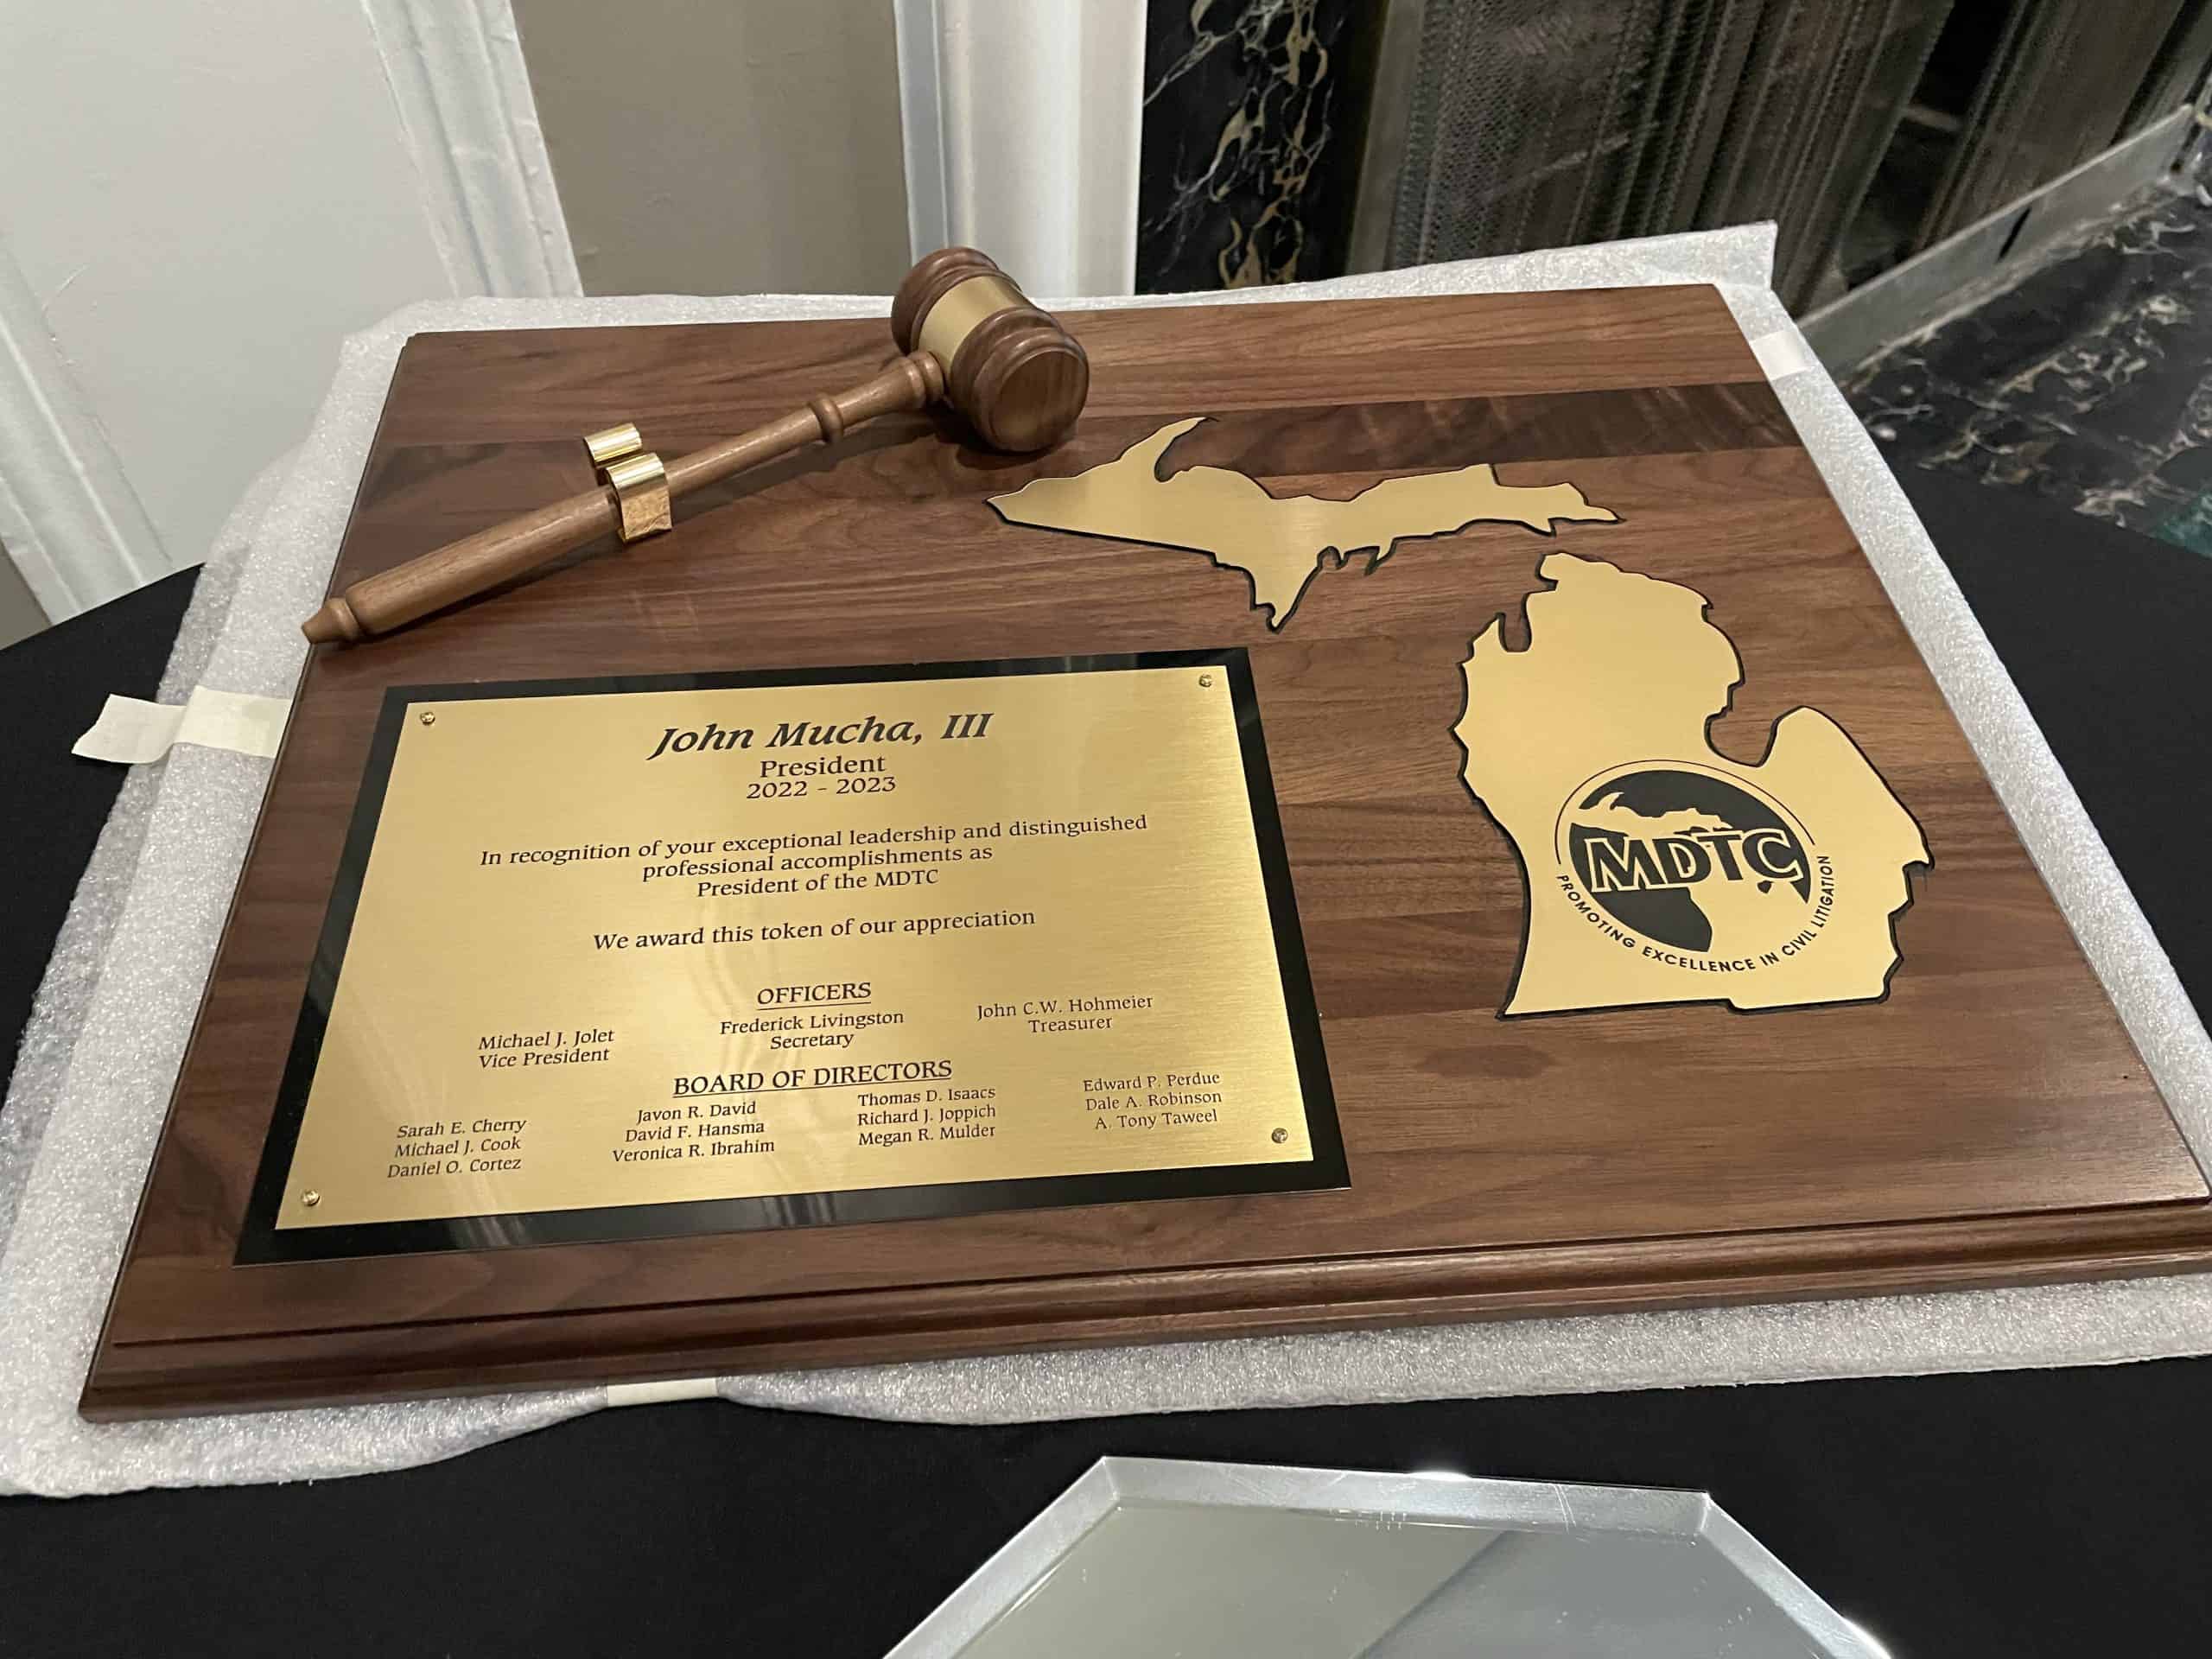 John Mucha, III
President
2022 - 2023
In recognition of your exceptional leadership and distinguished
professional accomplishments as
President of the MDTC
We award this token of our appreciation
OFFICERS
Michael J. Jolet
Vice President
Frederick Livingston
Secretary
John C.W. Hohmeier
Treasurer
BOARD OF DIRECTORS
Sarah E. Cherry
Michael J. Cook
Daniel O. Cortez
Javon R. David
David F. Hansma
Veronica R. Ibrahim
Thomas D. Isaacs
Richard J. Joppich
Megan R. Mulder
Edward P. Perdue
Dale A. Robinson
A. Tony Taweel
MDTC
PROMOTING EXCELLENCE IN CIVIL LITIGATION